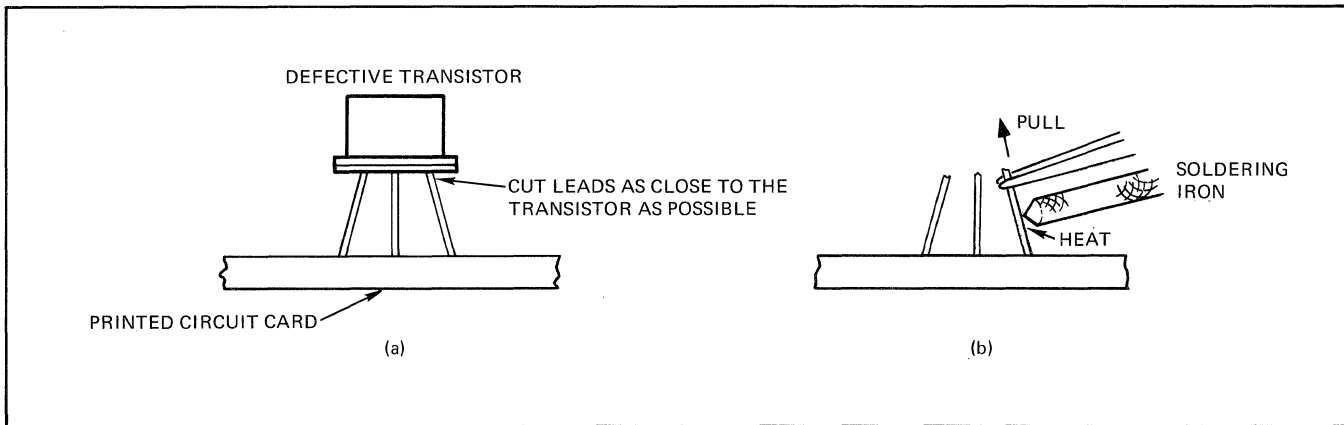 DEFECTIVE TRANSISTOR
CUT LEADS AS CLOSE TO THE
TRANSISTOR AS POSSIBLE
PRINTED CIRCUIT CARD
(a)
PULL
SOLDERING
IRON
HEAT
(b)